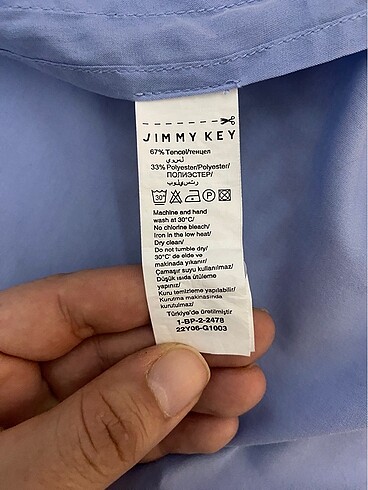 JIMMY KEY
67% Tencel/тенцел
33% Polyester/Polyester/
ПОЛИЭСТЕР/
بوليستر
30°
P
Machine and hand
wash at 30°C/
No chlorine bleach/
Iron in the low heat/
Dry clean/
Do not tumble dry/
30°C' de elde ve
makinada yıkanır/
Çamaşır suyu kullanılmaz/
Düşük ısıda ütüleme
yapınız/
Kuru temizleme yapılabilir/
Kurutma makinasında
kurutulmaz/
Türkiye'de üretilmiştir
1-BP-2-2478
22Y06-G1003